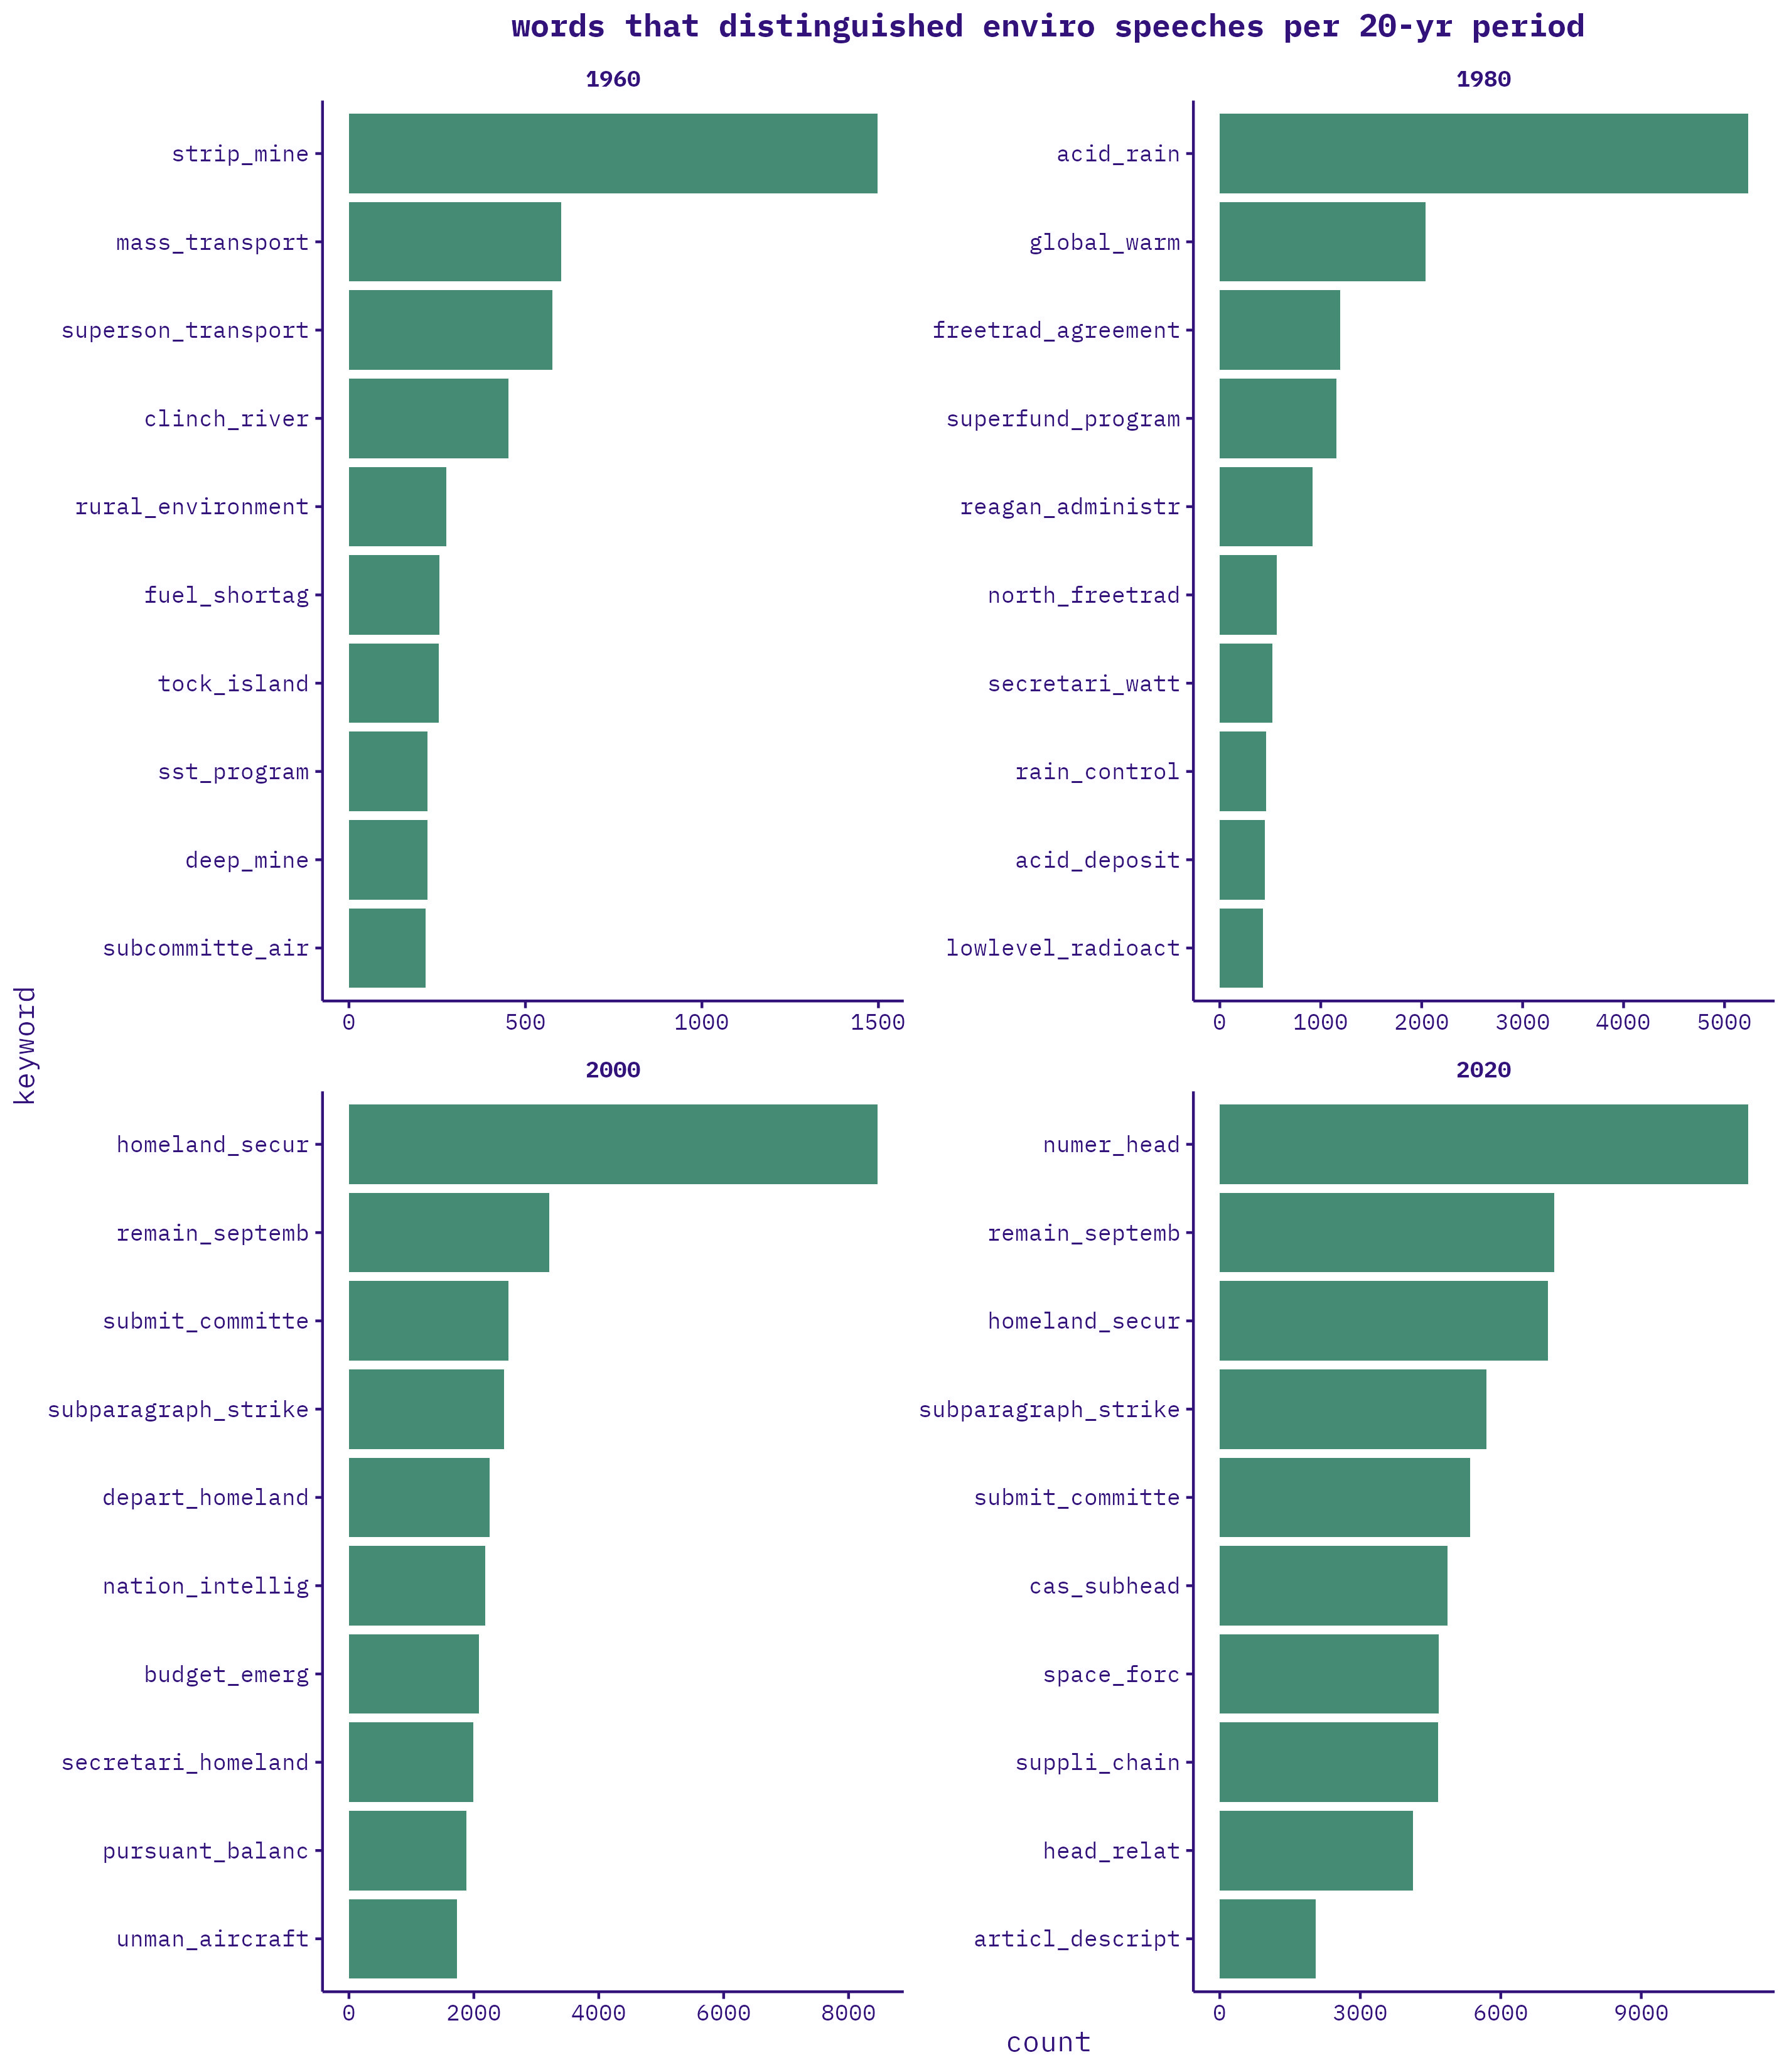 words that distinguished enviro speeches per 20-yr period
1960
strip_mine
mass_transport
superson_transport
clinch_river
rural_environment
fuel_shortag
tock_island
sst_program
deep_mine
subcommitte_air
0 500 1000 1500
1980
acid_rain
global_warm
freetrad_agreement
superfund_program
reagan_administr
north_freetrad
secretari_watt
rain_control
acid_deposit
lowlevel_radioact
0 1000 2000 3000 4000 5000
keyword
2000
homeland_secur
remain_septemb
submit_committe
subparagraph_strike
depart_homeland
nation_intellig
budget_emerg
secretari_homeland
pursuant_balanc
unman_aircraft
0 2000 4000 6000 8000
2020
numer_head
remain_septemb
homeland_secur
subparagraph_strike
submit_committe
cas_subhead
space_forc
suppli_chain
head_relat
articl_descript
0 3000 6000 9000
count